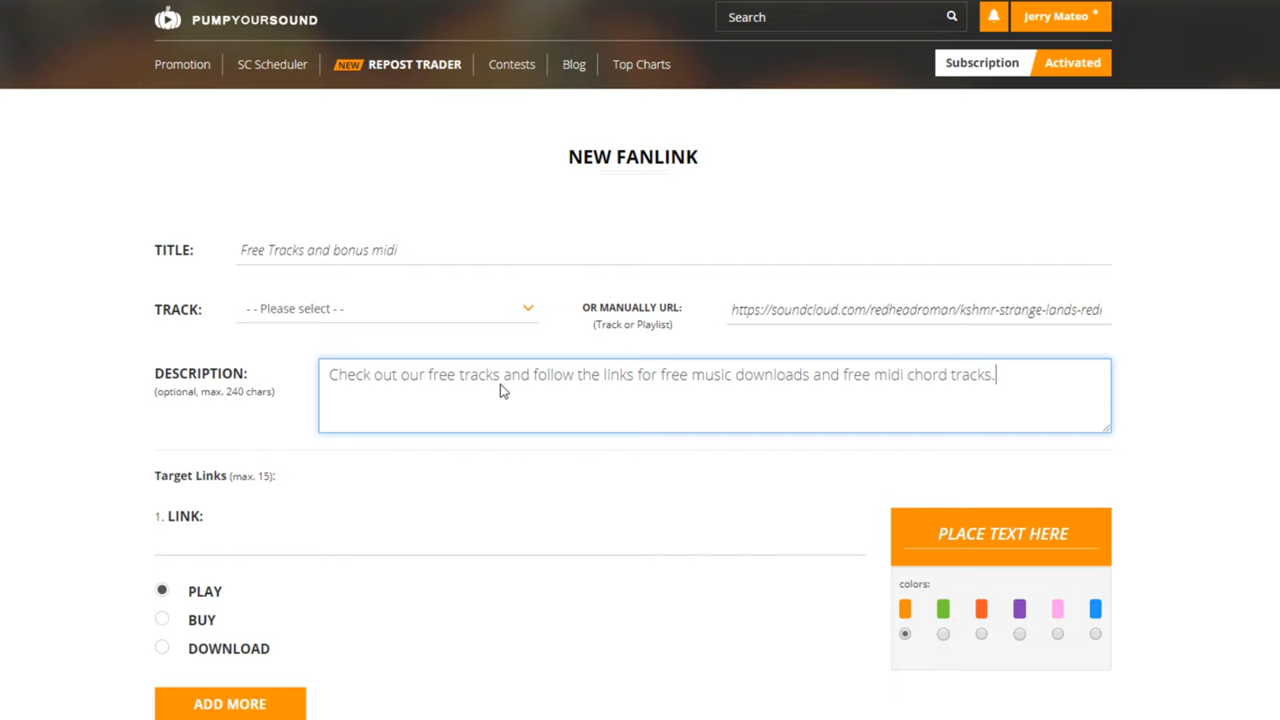 PUMPYOURSOUND
Search
Jerry Mateo *
Promotion
SC Scheduler
NEW REPOST TRADER
Contests
Blog
Top Charts
Subscription
Activated
NEW FANLINK
TITLE:
Free Tracks and bonus midi
TRACK:
- - Please select - -
OR MANUALLY URL:
(Track or Playlist)
https://soundcloud.com/redheadroman/kshmr-strange-lands-redh
DESCRIPTION:
(optional, max. 240 chars)
Check out our free tracks and follow the links for free music downloads and free midi chord tracks.
Target Links (max. 15):
1. LINK:
PLACE TEXT HERE
colors:
PLAY
BUY
DOWNLOAD
ADD MORE